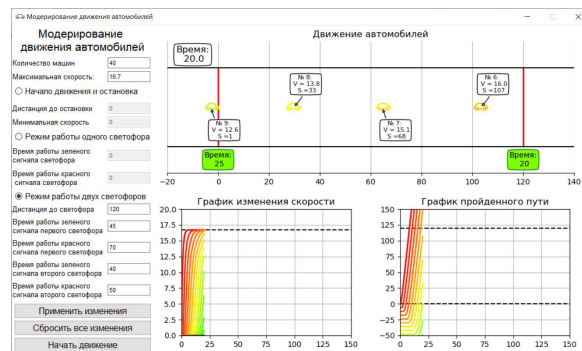 Модерирование движения автомобилей
Модерирование
движения автомобилей
Количество машин 40
Максимальная скорость: 16.7
Начало движения и остановка
Дистанция до остановки 0
Минимальная скорость 0
Режим работы одного светофора
Время работы зеленого
сигнала светофора 0
Время работы красного
сигнала светофора 0
Режим работы двух светофоров
Дистанция до светофора 120
Время работы зеленого
сигнала первого светофора 45
Время работы красного
сигнала первого светофора 70
Время работы зеленого
сигнала второго светофора 40
Время работы красного
сигнала второго светофора 50
Применить изменения
Сбросить все изменения
Начать движение
Движение автомобилей
Время:
20.0
№ 9:
V = 12.6
S =1
№ 8:
V = 13.8
S =33
№ 7:
V = 15.1
S =68
№ 6:
V = 16.0
S =107
Время:
25
Время:
20
−20 0 20 40 60 80 100 120 140
График изменения скорости
20.0
17.5
15.0
12.5
10.0
7.5
5.0
2.5
0.0
0 25 50 75 100 125 150
График пройденного пути
150
125
100
75
50
25
0
−25
−50
0 25 50 75 100 125 150